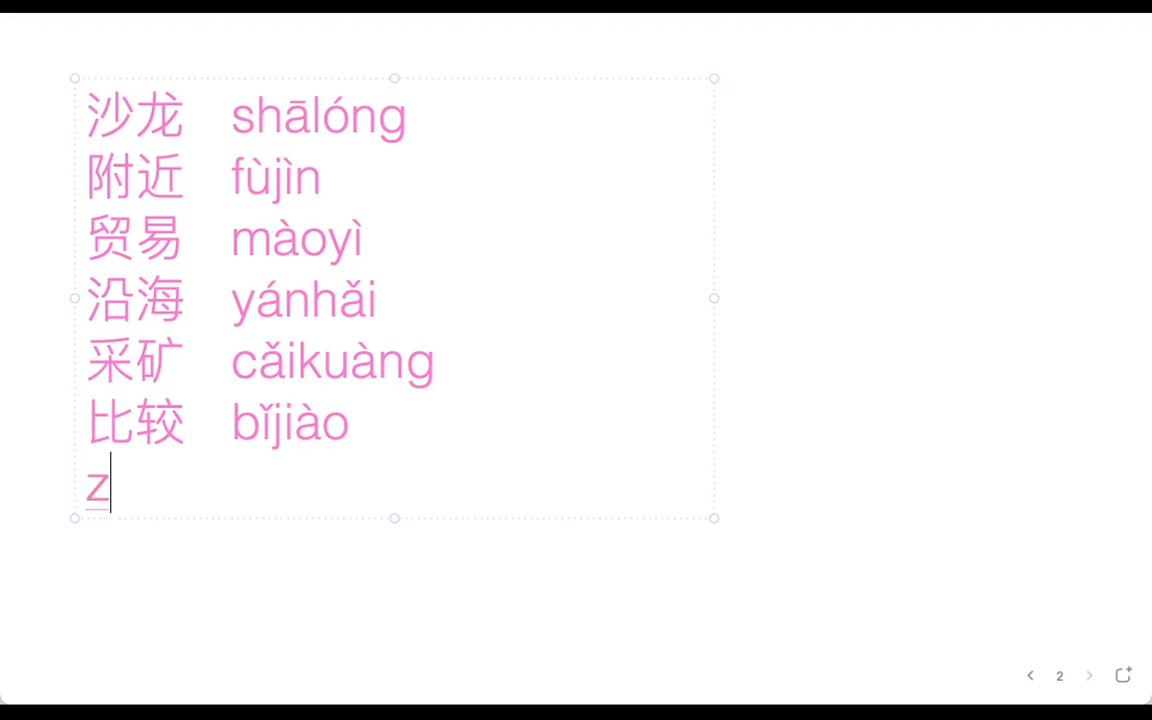 沙龙 shālóng
附近 fùjìn
贸易 màoyì
沿海 yánhǎi
采矿 cǎikuàng
比较 bǐjiào
z
2